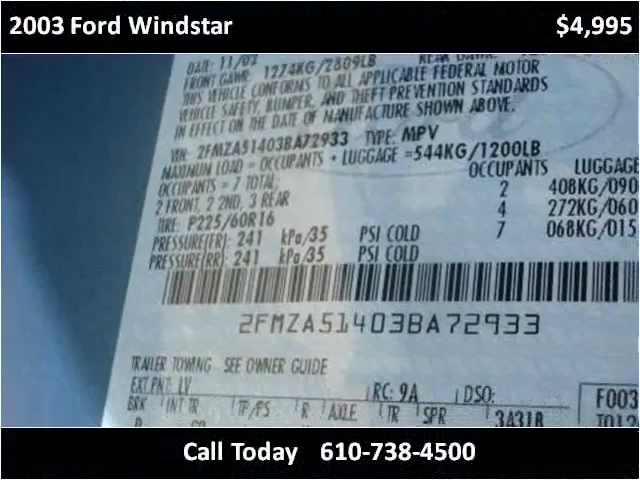 2003 Ford Windstar $4,995
DATE: 11/02
FRONT GAWR: 1274KG/2809LB
THIS VEHICLE CONFORMS TO ALL APPLICABLE FEDERAL MOTOR
VEHICLE SAFETY, BUMPER, AND THEFT PREVENTION STANDARDS
IN EFFECT ON THE DATE OF MANUFACTURE SHOWN ABOVE.
VIN: 2FMZA51403BA72933 TYPE: MPV
MAXIMUM LOAD = OCCUPANTS + LUGGAGE =544KG/1200LB
OCCUPANTS = 7 TOTAL, OCCUPANTS LUGGAGE
2 FRONT, 2 2ND, 3 REAR 2 408KG/090
TIRE: P225/60R16 4 272KG/060
PRESSURE(FR): 241 kPa/35 PSI COLD 7 068KG/015
PRESSURE(RR): 241 kPa/35 PSI COLD
2FMZA51403BA72933
TRAILER TOWING SEE OWNER GUIDE
EXT.PNT: LV RC: 9A DSO: F003
BRK INT TR TP/PS R AXLE TR SPR 3A31B
Call Today 610-738-4500